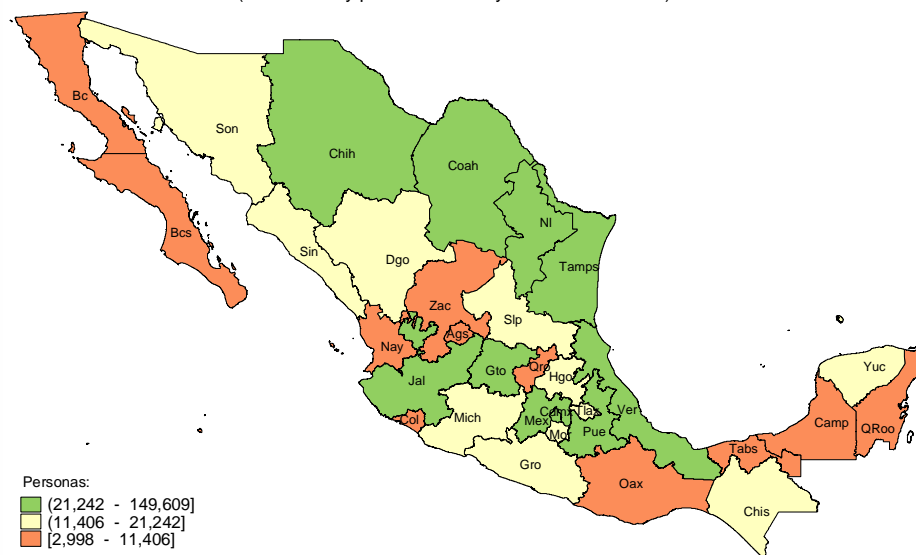 Bc
Son
Chih
Coah
Bcs
Nl
Sin
Dgo
Tamps
Zac
Slp
Ags
Nay
Qro
Yuc
Gto
Hgo
Jal
Col
Mich
Mex
Tlax
Ver
Camp
QRoo
Mor
Pue
Tabs
Gro
Oax
Chis
Personas:
(21,242 - 149,609]
(11,406 - 21,242]
[2,998 - 11,406]